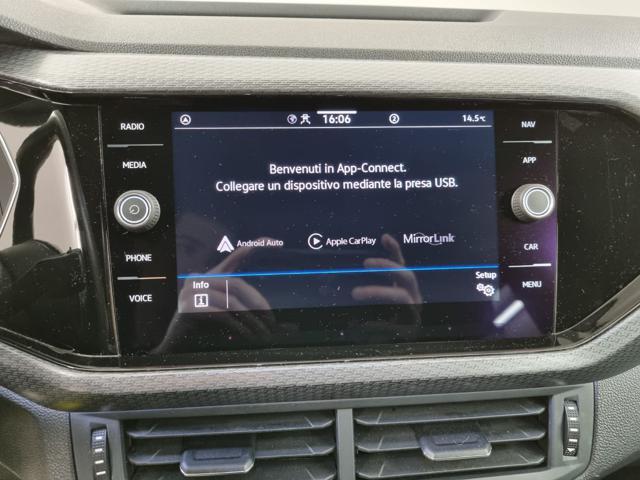 RADIO
MEDIA
PHONE
VOICE
16:06
2
14.5°C
Benvenuti in App-Connect.
Collegare un dispositivo mediante la presa USB.
Android Auto
Apple CarPlay
MirrorLink
Info
Setup
NAV
APP
CAR
MENU